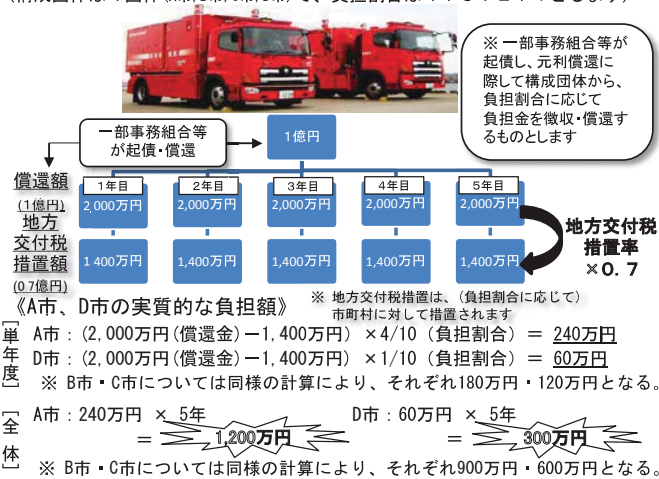 ※ 一部事務組合等が
起債し、元利償還に
際して構成団体から、
負担割合に応じて
負担金を徴収・償還す
るものとします
一部事務組合等
が起債・償還
1億円
償還額
(1億円)
1年目
2年目
3年目
4年目
5年目
2,000万円
2,000万円
2,000万円
2,000万円
2,000万円
地方
交付税
措置額
(0.7億円)
1 400万円
1,400万円
1,400万円
1,400万円
1,400万円
地方交付税
措置率
×0.7
※ 地方交付税措置は、(負担割合に応じて)
市町村に対して措置されます
《A市、D市の実質的な負担額》
[単年度]
A市：(2,000万円(償還金)－1,400万円) ×4/10 (負担割合) ＝ 240万円
D市：(2,000万円(償還金)－1,400万円) ×1/10 (負担割合) ＝ 60万円
※ B市・C市については同様の計算により、それぞれ180万円・120万円となる。
[全体]
A市：240万円 × 5年
＝ 1,200万円
D市：60万円 × 5年
＝ 300万円
※ B市・C市については同様の計算により、それぞれ900万円・600万円となる。